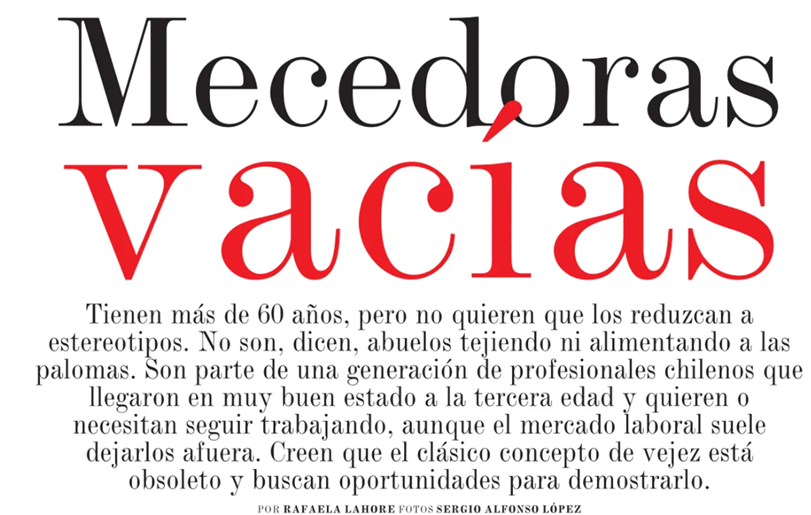 Mecedoras
vacías
Tienen más de 60 años, pero no quieren que los reduzcan a
estereotipos. No son, dicen, abuelos tejiendo ni alimentando a las
palomas. Son parte de una generación de profesionales chilenos que
llegaron en muy buen estado a la tercera edad y quieren o
necesitan seguir trabajando, aunque el mercado laboral suele
dejarlos afuera. Creen que el clásico concepto de vejez está
obsoleto y buscan oportunidades para demostrarlo.
POR RAFAELA LAHORE FOTOS SERGIO ALFONSO LÓPEZ